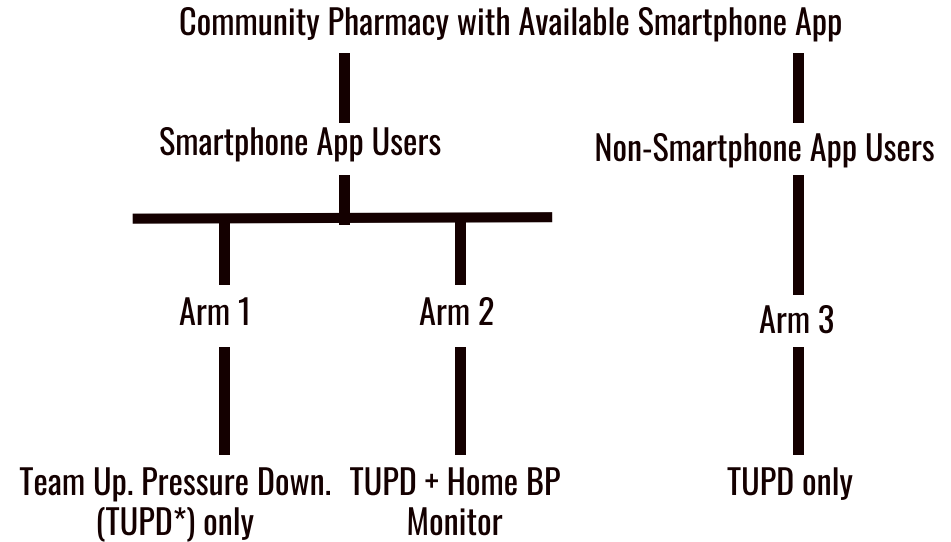 Community Pharmacy with Available Smartphone App
Smartphone App Users
Non-Smartphone App Users
Arm 1
Arm 2
Arm 3
Team Up. Pressure Down.
(TUPD*) only
TUPD + Home BP
Monitor
TUPD only